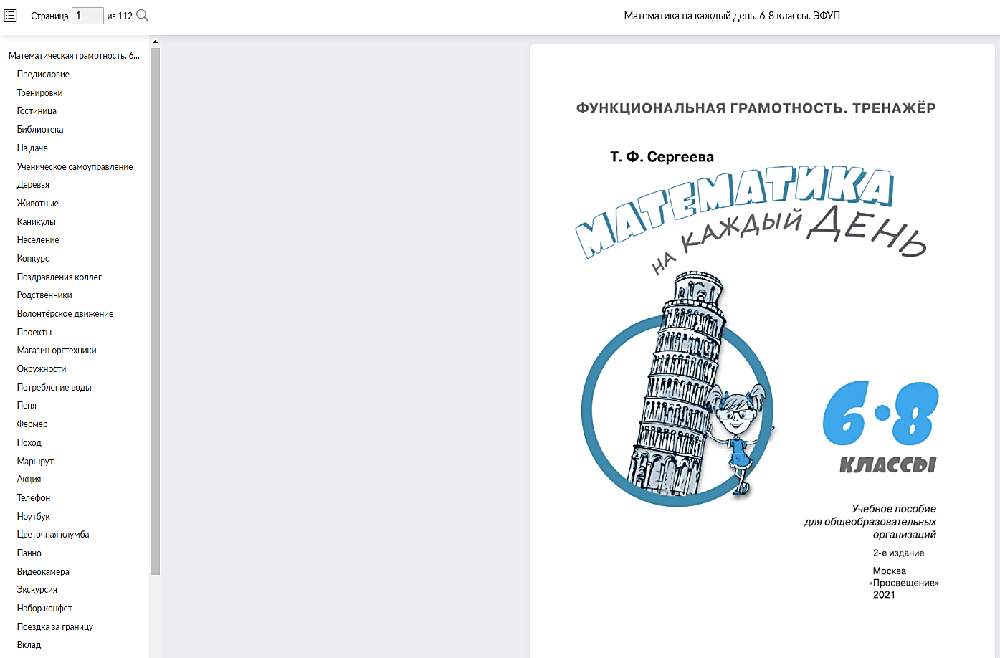 Страница 1 из 112
Математика на каждый день. 6-8 классы. ЭФУП
Математическая грамотность. 6...
Предисловие
Тренировки
Гостиница
Библиотека
На даче
Ученическое самоуправление
Деревья
Животные
Каникулы
Население
Конкурс
Поздравления коллег
Родственники
Волонтёрское движение
Проекты
Магазин оргтехники
Окружности
Потребление воды
Пеня
Фермер
Поход
Маршрут
Акция
Телефон
Ноутбук
Цветочная клумба
Панно
Видеокамера
Экскурсия
Набор конфет
Поездка за границу
Вклад
ФУНКЦИОНАЛЬНАЯ ГРАМОТНОСТЬ. ТРЕНАЖЁР
Т. Ф. Сергеева
МАТЕМАТИКА
НА КАЖДЫЙ ДЕНЬ
6•8
КЛАССЫ
Учебное пособие
для общеобразовательных
организаций
2-е издание
Москва
«Просвещение»
2021